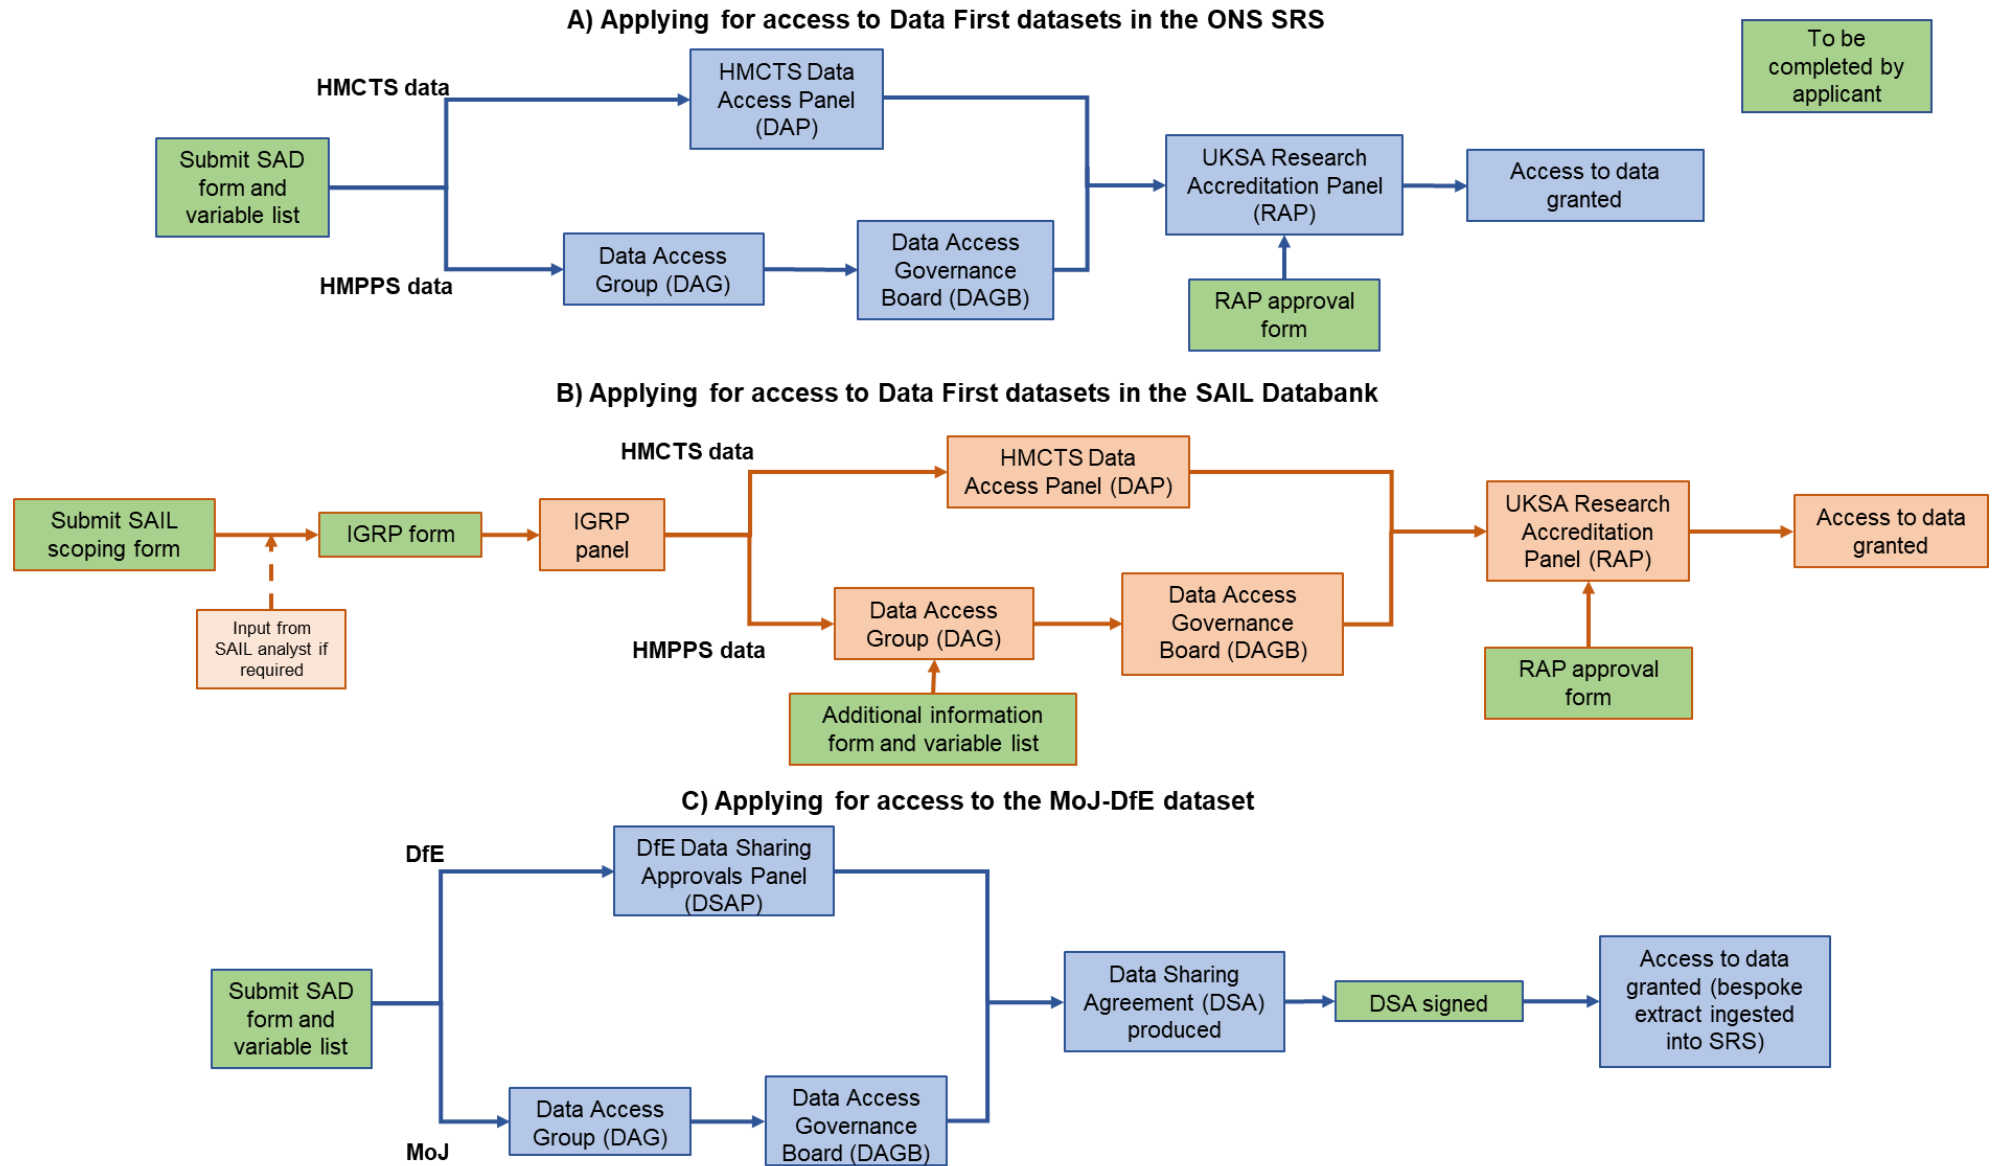 A) Applying for access to Data First datasets in the ONS SRS
To be
completed by
applicant
HMCTS data
HMCTS Data
Access Panel
(DAP)
Submit SAD
form and
variable list
UKSA Research
Accreditation Panel
(RAP)
Access to data
granted
HMPPS data
Data Access
Group (DAG)
Data Access
Governance
Board (DAGB)
RAP approval
form
B) Applying for access to Data First datasets in the SAIL Databank
HMCTS data
HMCTS Data
Access Panel (DAP)
Submit SAIL
scoping form
IGRP form
IGRP
panel
UKSA Research
Accreditation
Panel (RAP)
Access to data
granted
Input from
SAIL analyst if
required
HMPPS data
Data Access
Group (DAG)
Data Access
Governance
Board (DAGB)
RAP approval
form
Additional information
form and variable list
C) Applying for access to the MoJ-DfE dataset
DfE
DfE Data Sharing
Approvals Panel
(DSAP)
Submit SAD
form and
variable list
Data Sharing
Agreement (DSA)
produced
DSA signed
Access to data
granted (bespoke
extract ingested
into SRS)
MoJ
Data Access
Group (DAG)
Data Access
Governance
Board (DAGB)